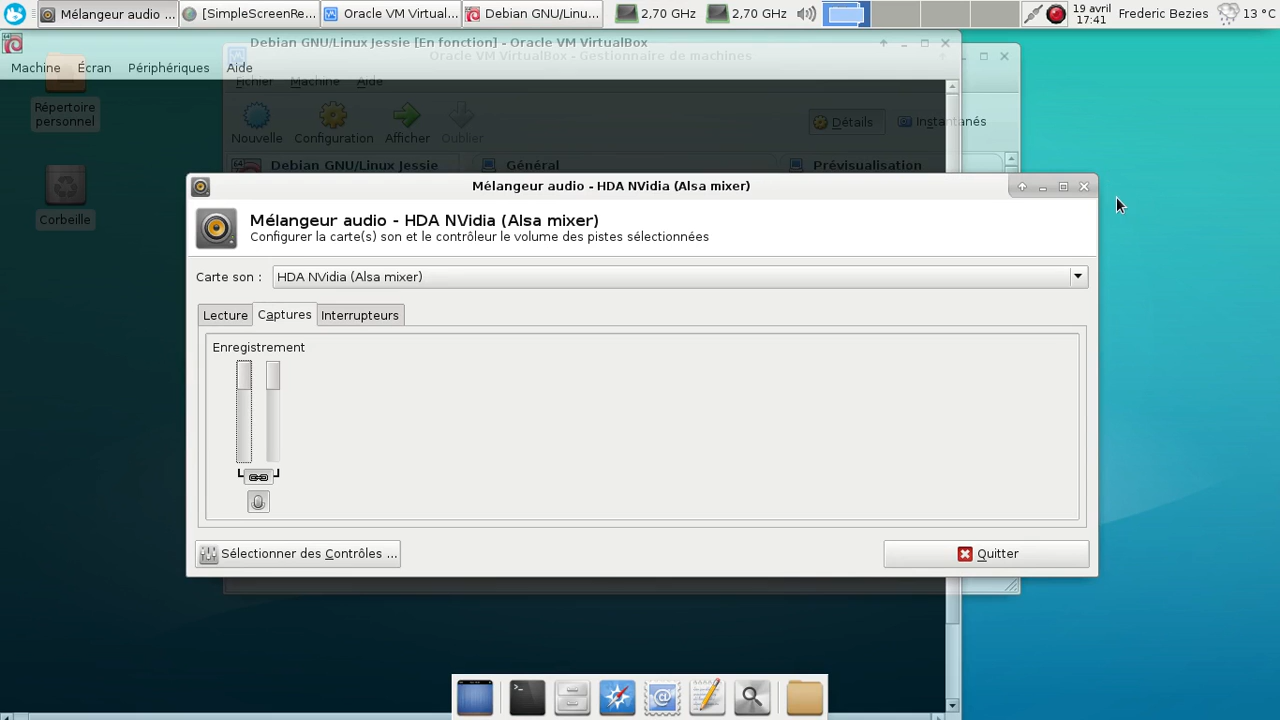 Mélangeur audio ...
[SimpleScreenRe...
Oracle VM Virtual...
Debian GNU/Linu...
2,70 GHz
2,70 GHz
19 avril
17:41
Frederic Bezies
13 °C
Debian GNU/Linux Jessie [En fonction] - Oracle VM VirtualBox
Oracle VM VirtualBox - Gestionnaire de machines
Machine Écran Périphériques Aide
Fichier Machine Aide
Répertoire
personnel
Corbeille
Nouvelle Configuration Afficher Oublier
Détails
Instantanés
64
Debian GNU/Linux Jessie
Général
Prévisualisation
Mélangeur audio - HDA NVidia (Alsa mixer)
Mélangeur audio - HDA NVidia (Alsa mixer)
Configurer la carte(s) son et le contrôleur le volume des pistes sélectionnées
Carte son :
HDA NVidia (Alsa mixer)
Lecture Captures Interrupteurs
Enregistrement
Sélectionner des Contrôles ...
Quitter